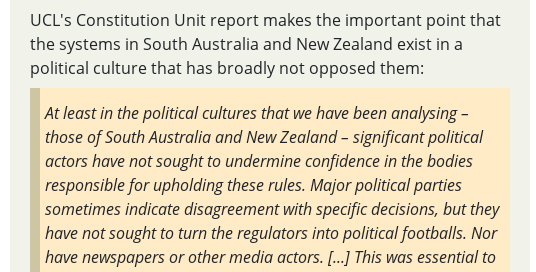 UCL's Constitution Unit report makes the important point that
the systems in South Australia and New Zealand exist in a
political culture that has broadly not opposed them:
At least in the political cultures that we have been analysing –
those of South Australia and New Zealand – significant political
actors have not sought to undermine confidence in the bodies
responsible for upholding these rules. Major political parties
sometimes indicate disagreement with specific decisions, but they
have not sought to turn the regulators into political footballs. Nor
have newspapers or other media actors. [...] This was essential to